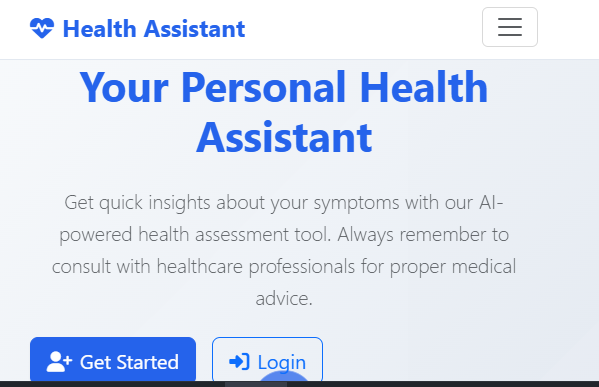 Health Assistant
Your Personal Health
Assistant
Get quick insights about your symptoms with our AI-
powered health assessment tool. Always remember to
consult with healthcare professionals for proper medical
advice.
Get Started
Login